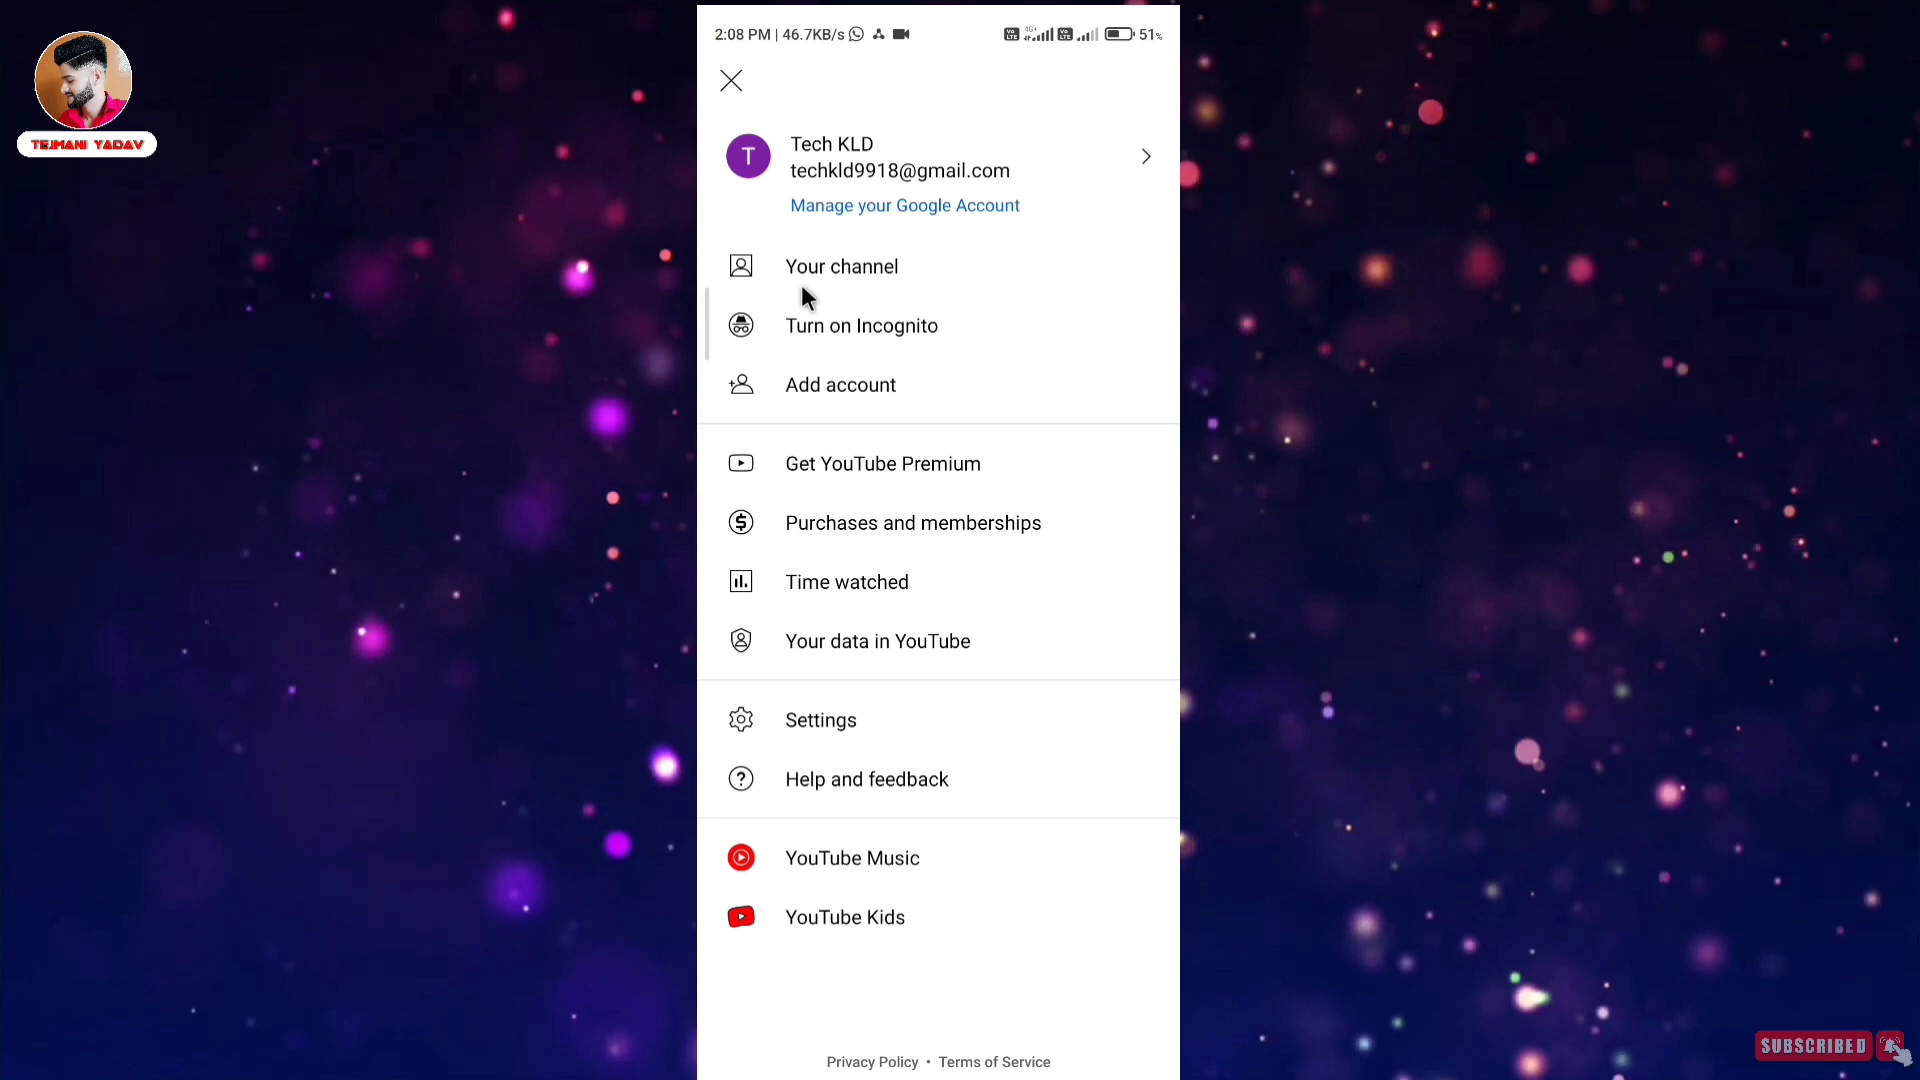 2:08 PM | 46.7KB/s
51%
TEJMANI YADAV
T
Tech KLD
techkld9918@gmail.com
Manage your Google Account
Your channel
Turn on Incognito
Add account
Get YouTube Premium
Purchases and memberships
Time watched
Your data in YouTube
Settings
Help and feedback
YouTube Music
YouTube Kids
Privacy Policy • Terms of Service
SUBSCRIBED